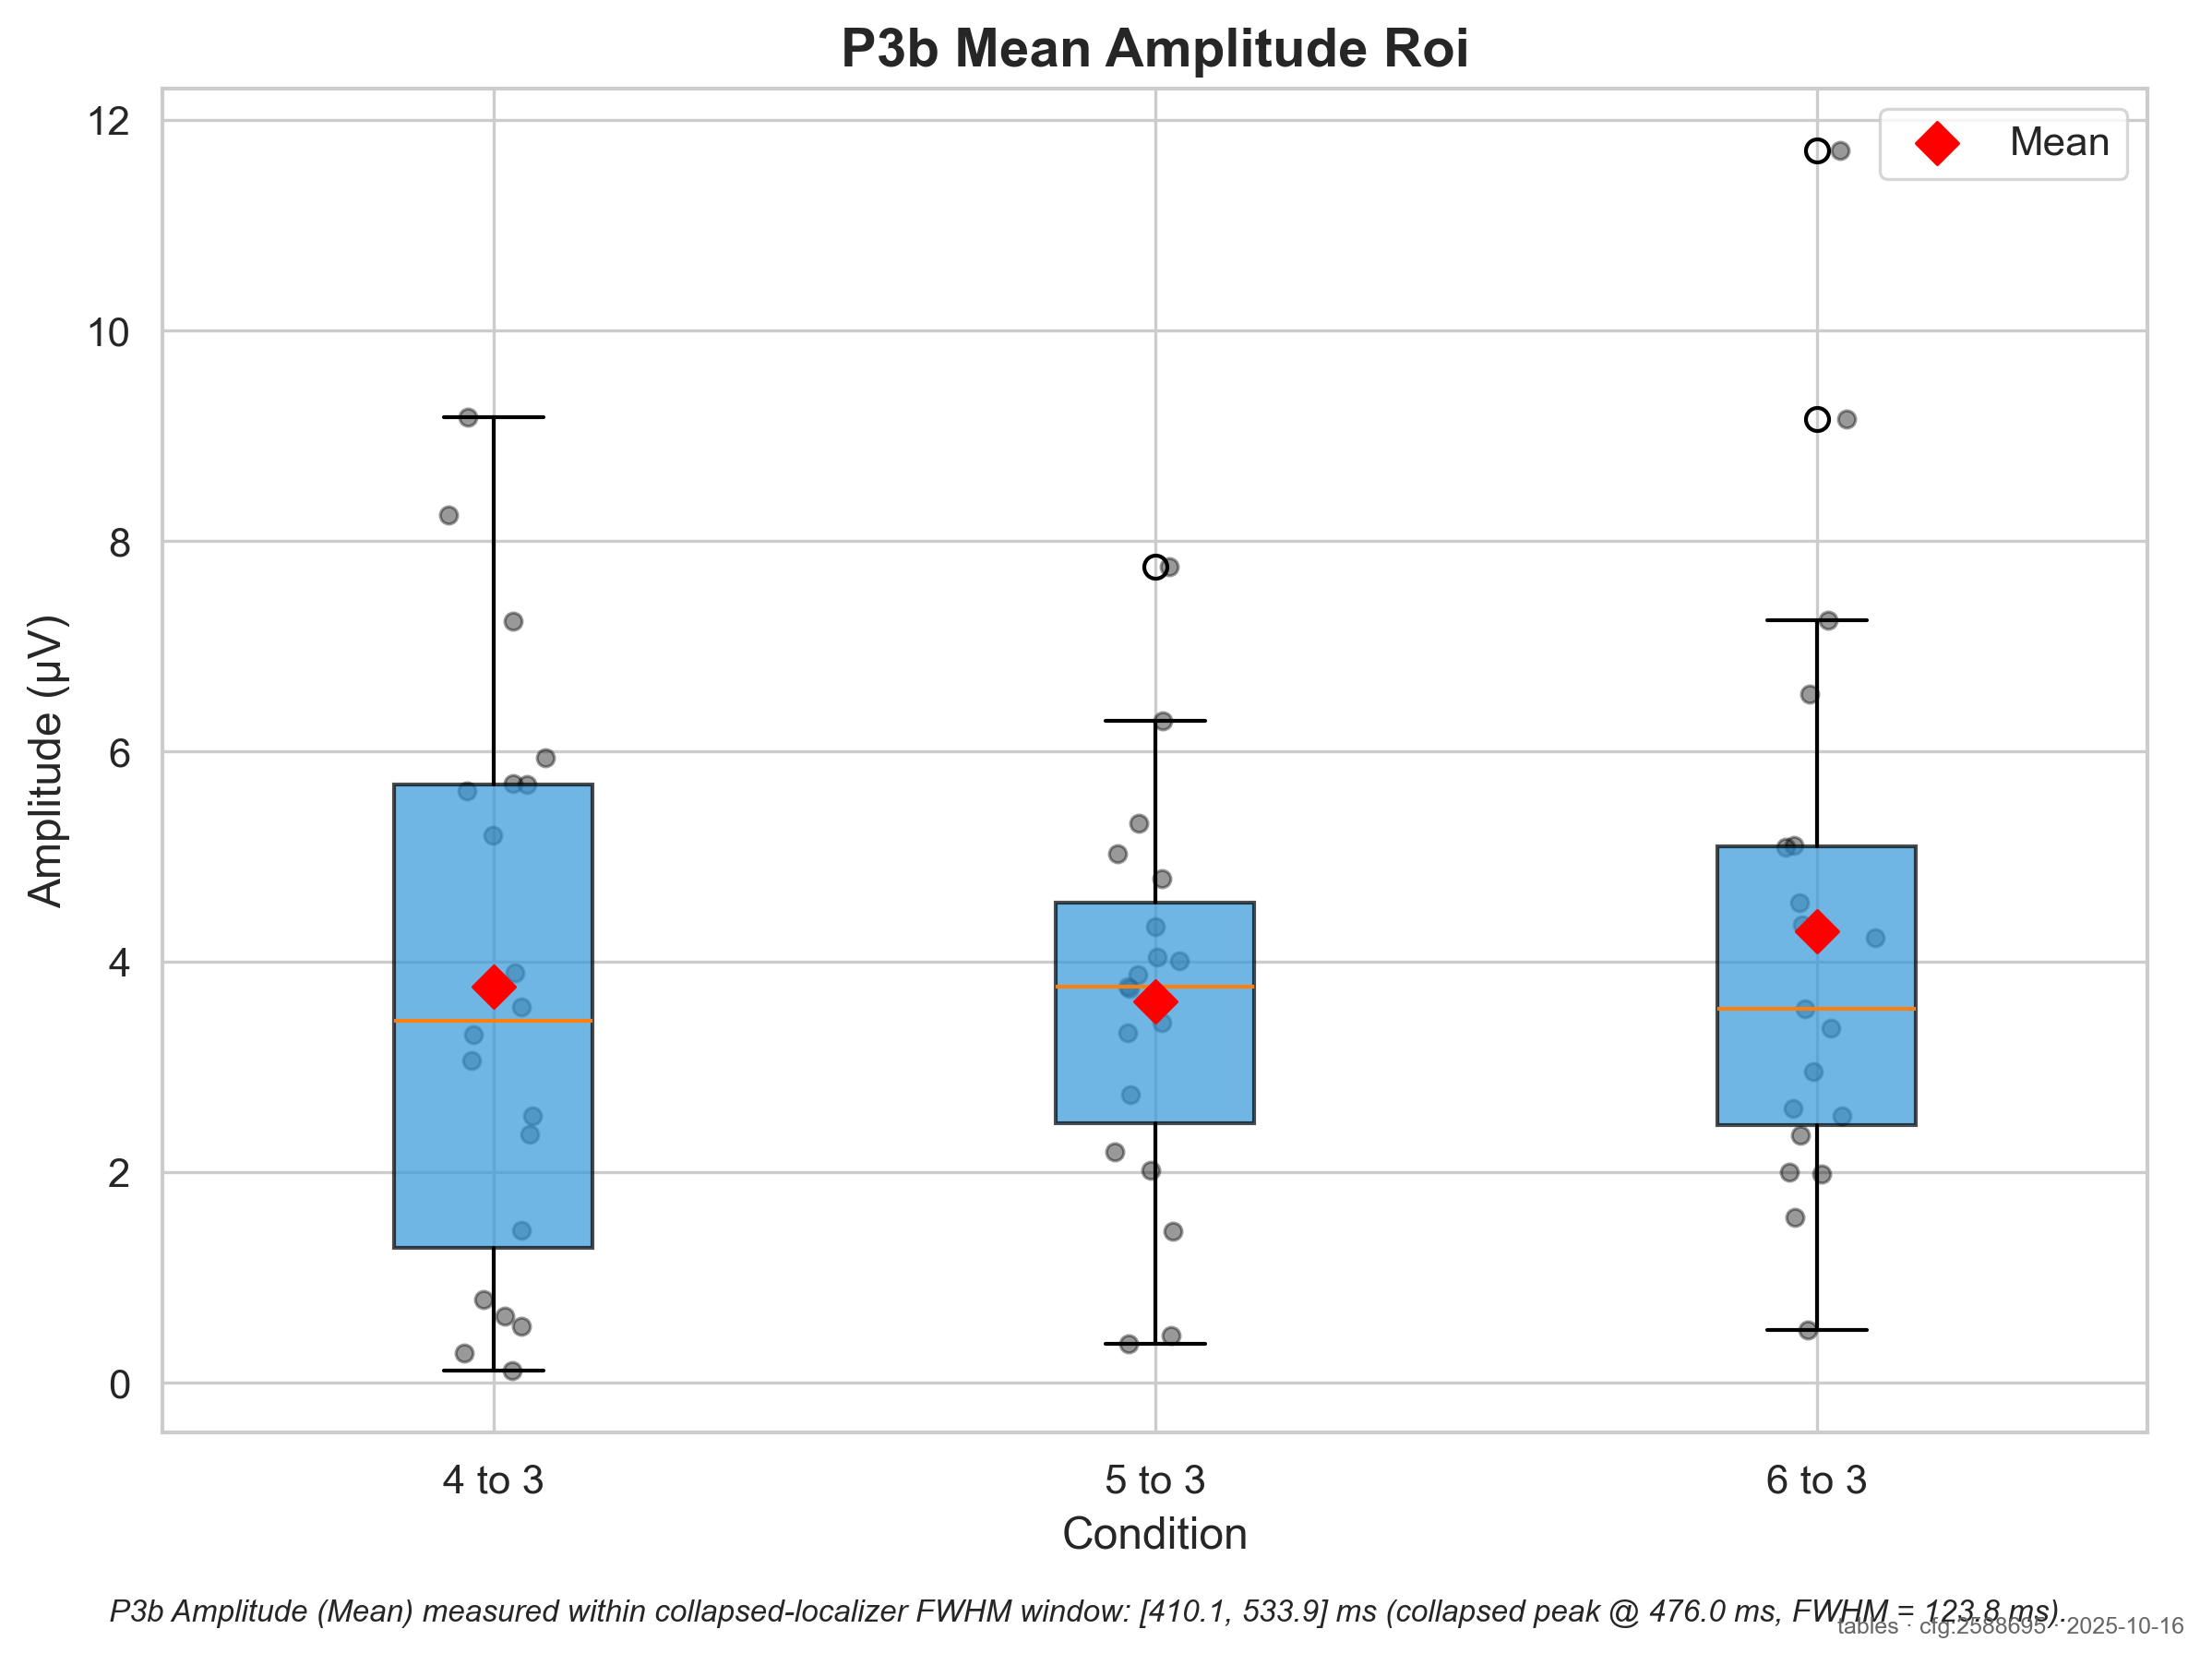 P3b Mean Amplitude Roi
12
10
8
6
4
2
0
Amplitude (µV)
Mean
4 to 3
5 to 3
6 to 3
Condition
P3b Amplitude (Mean) measured within collapsed-localizer FWHM window: [410.1, 533.9] ms (collapsed peak @ 476.0 ms, FWHM = 123.8 ms).
tables · cfg:2588695 · 2025-10-16